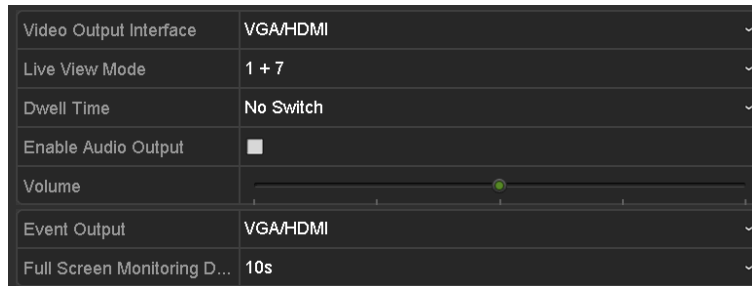 Video Output Interface VGA/HDMI
Live View Mode 1 + 7
Dwell Time No Switch
Enable Audio Output
Volume
Event Output VGA/HDMI
Full Screen Monitoring D... 10s